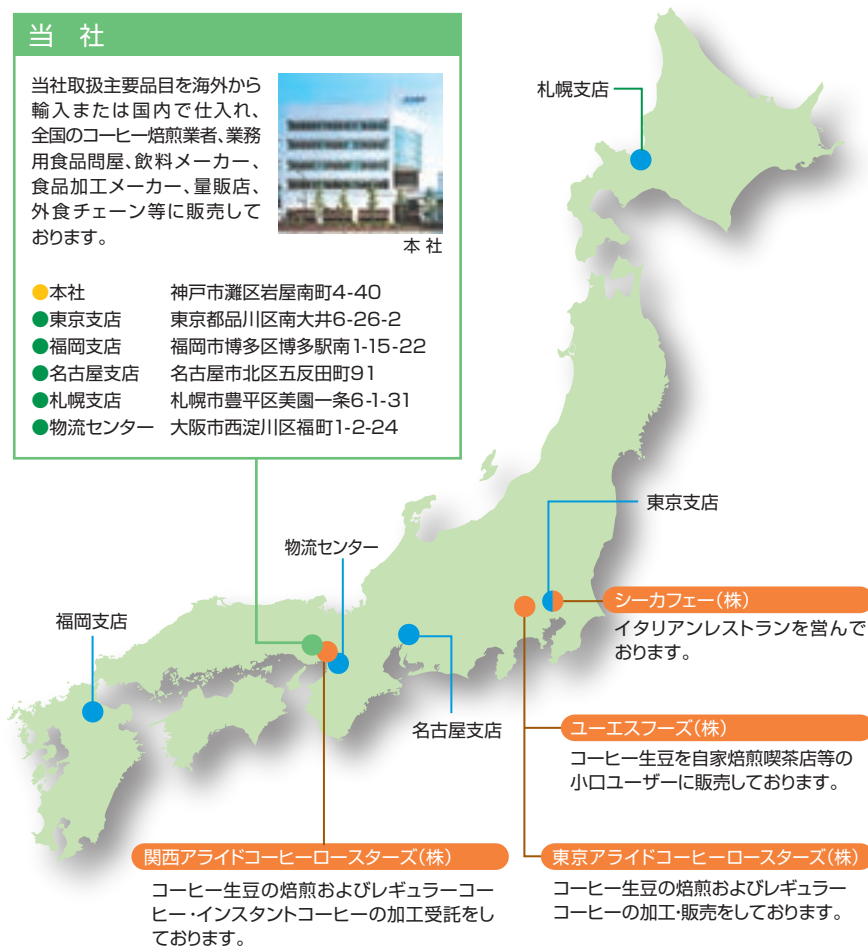 当 社
当社取扱主要品目を海外から
輸入または国内で仕入れ、
全国のコーヒー焙煎業者、業務
用食品問屋、飲料メーカー、
食品加工メーカー、量販店、
外食チェーン等に販売して
おります。
本 社
●本社 神戸市灘区岩屋南町4-40
●東京支店 東京都品川区南大井6-26-2
●福岡支店 福岡市博多区博多駅南1-15-22
●名古屋支店 名古屋市北区五反田町91
●札幌支店 札幌市豊平区美園一条6-1-31
●物流センター 大阪市西淀川区福町1-2-24
札幌支店
東京支店
物流センター
福岡支店
名古屋支店
シーカフェー(株)
イタリアンレストランを営んで
おります。
ユーエスフーズ(株)
コーヒー生豆を自家焙煎喫茶店等の
小口ユーザーに販売しております。
関西アライドコーヒーロースターズ(株)
コーヒー生豆の焙煎およびレギュラーコー
ヒー・インスタントコーヒーの加工受託をし
ております。
東京アライドコーヒーロースターズ(株)
コーヒー生豆の焙煎およびレギュラー
コーヒーの加工・販売をしております。